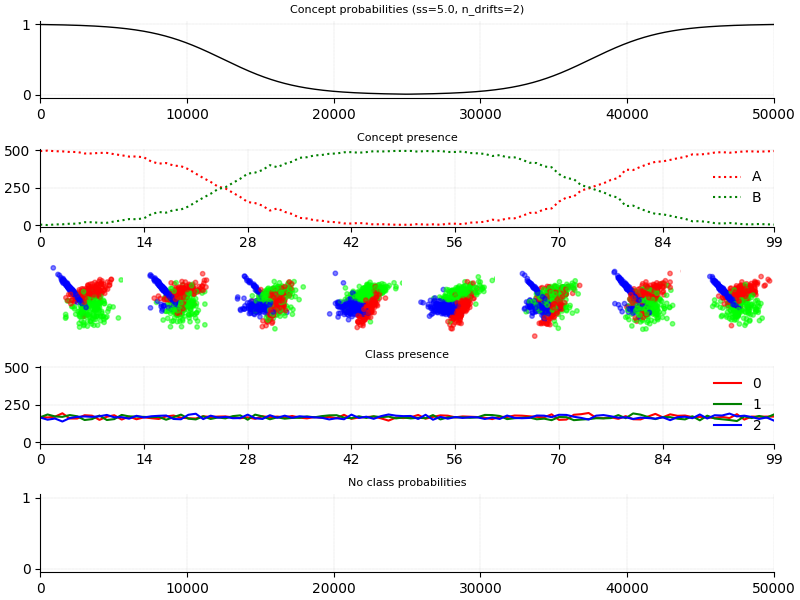 Concept probabilities (ss=5.0, n_drifts=2)
1
0
0 10000 20000 30000 40000 50000
Concept presence
500
250
0
A
B
0 14 28 42 56 70 84 99
Class presence
500
250
0
0
1
2
0 14 28 42 56 70 84 99
No class probabilities
1
0
0 10000 20000 30000 40000 50000